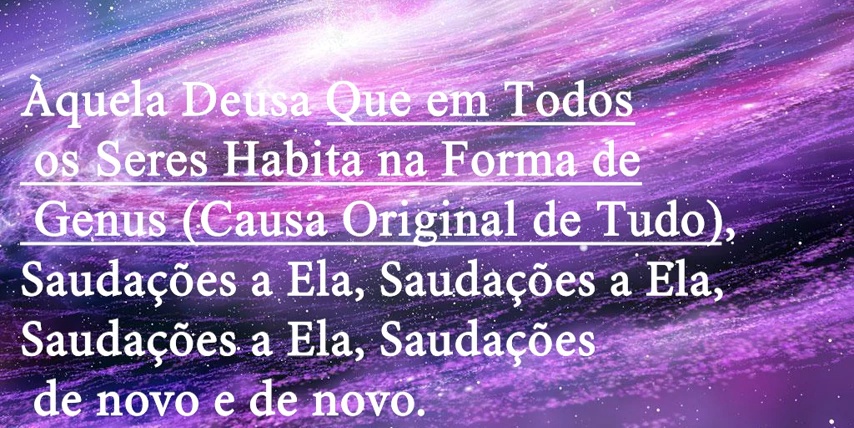 Àquela Deusa Que em Todos
os Seres Habita na Forma de
Genus (Causa Original de Tudo),
Saudações a Ela, Saudações a Ela,
Saudações a Ela, Saudações
de novo e de novo.